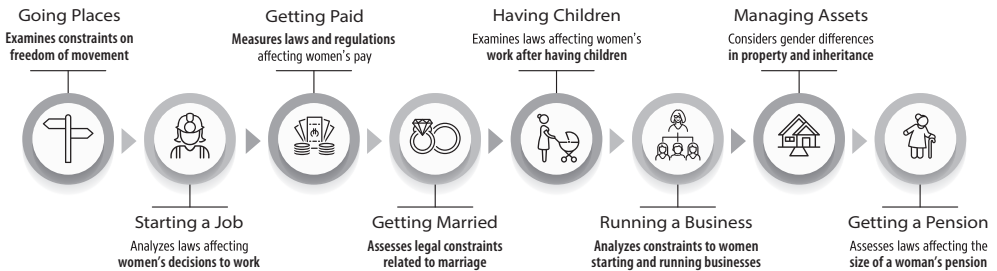 Going Places
Examines constraints on
freedom of movement
Getting Paid
Measures laws and regulations
affecting women's pay
Having Children
Examines laws affecting women's
work after having children
Managing Assets
Considers gender differences
in property and inheritance
Starting a Job
Analyzes laws affecting
women's decisions to work
Getting Married
Assesses legal constraints
related to marriage
Running a Business
Analyzes constraints to women
starting and running businesses
Getting a Pension
Assesses laws affecting the
size of a woman's pension